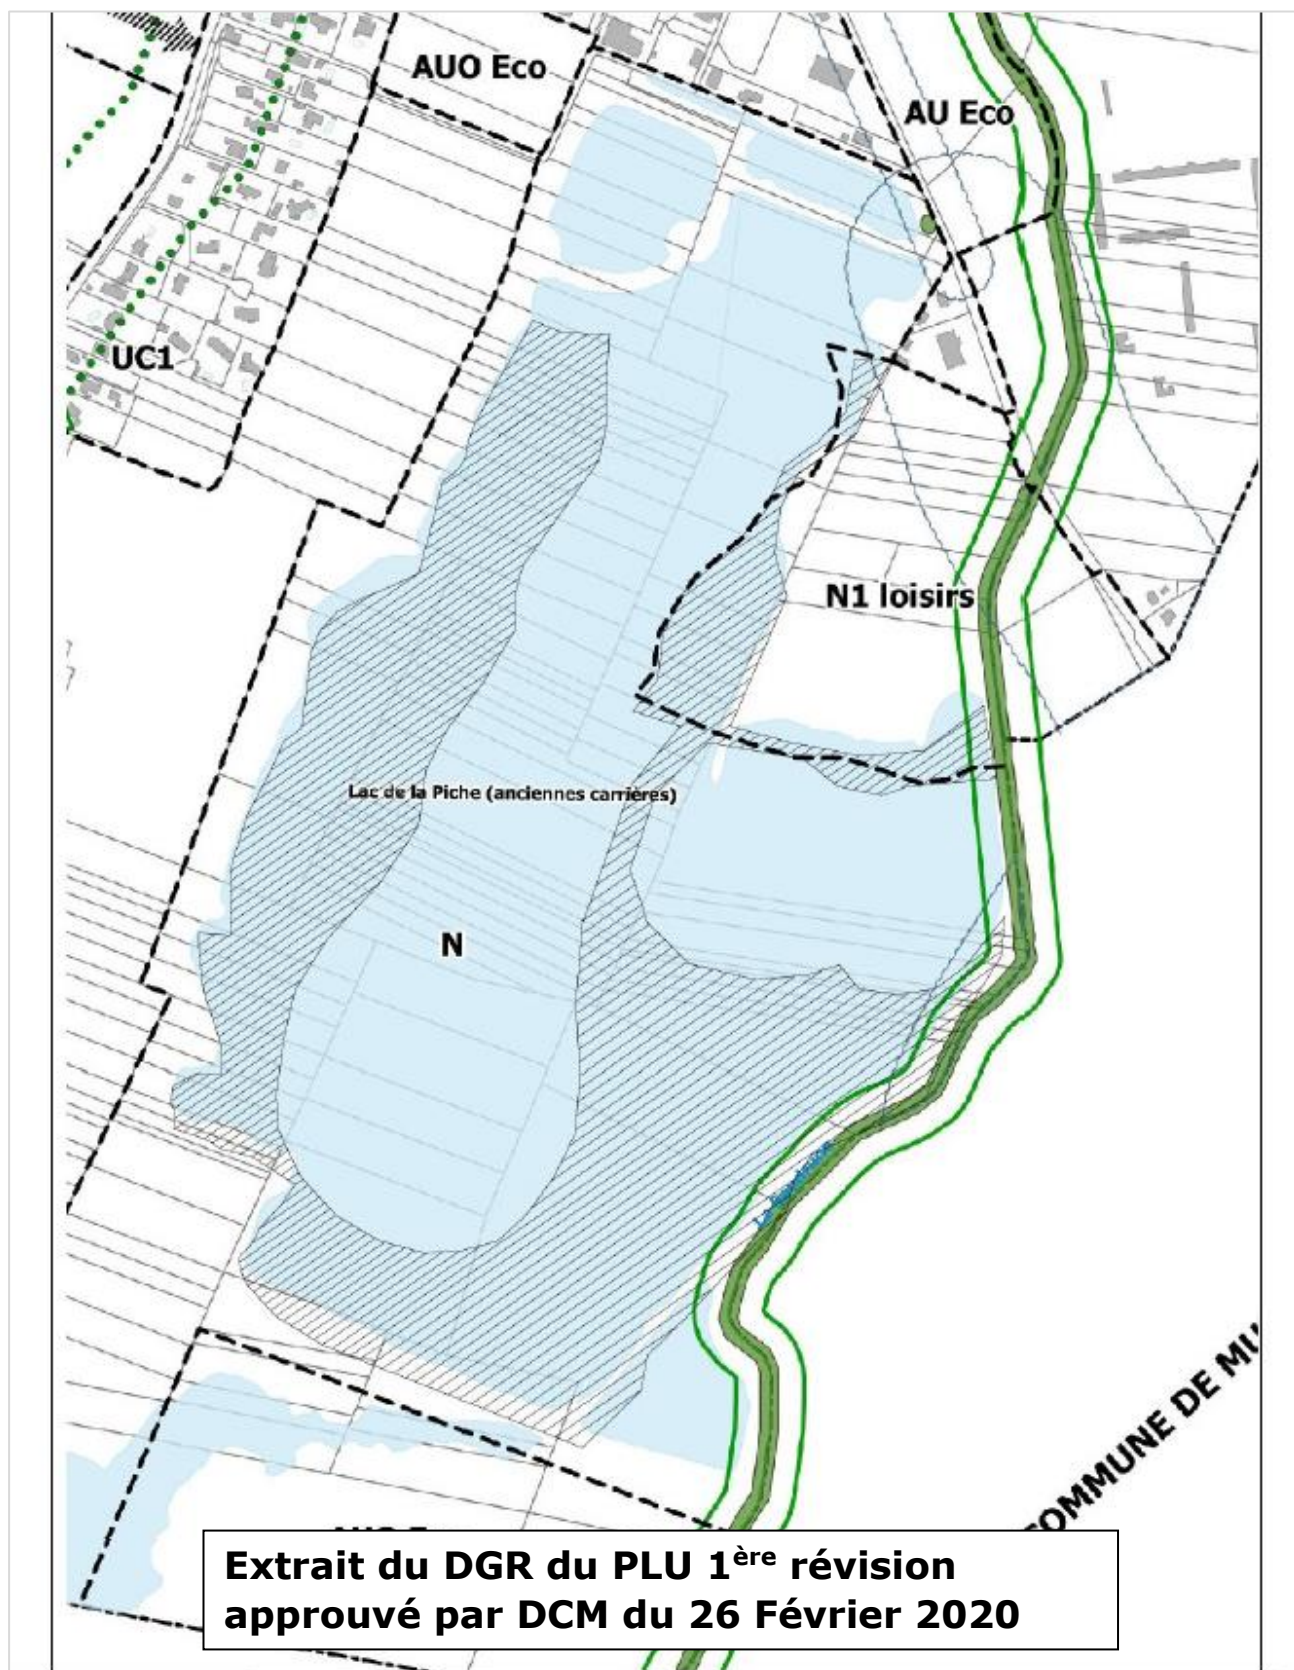 AUO Eco
AU Eco
UC1
N1 loisirs
Lac de la Piche (anciennes carrières)
N
COMMUNE DE MU
Extrait du DGR du PLU 1ère révision
approuvé par DCM du 26 Février 2020